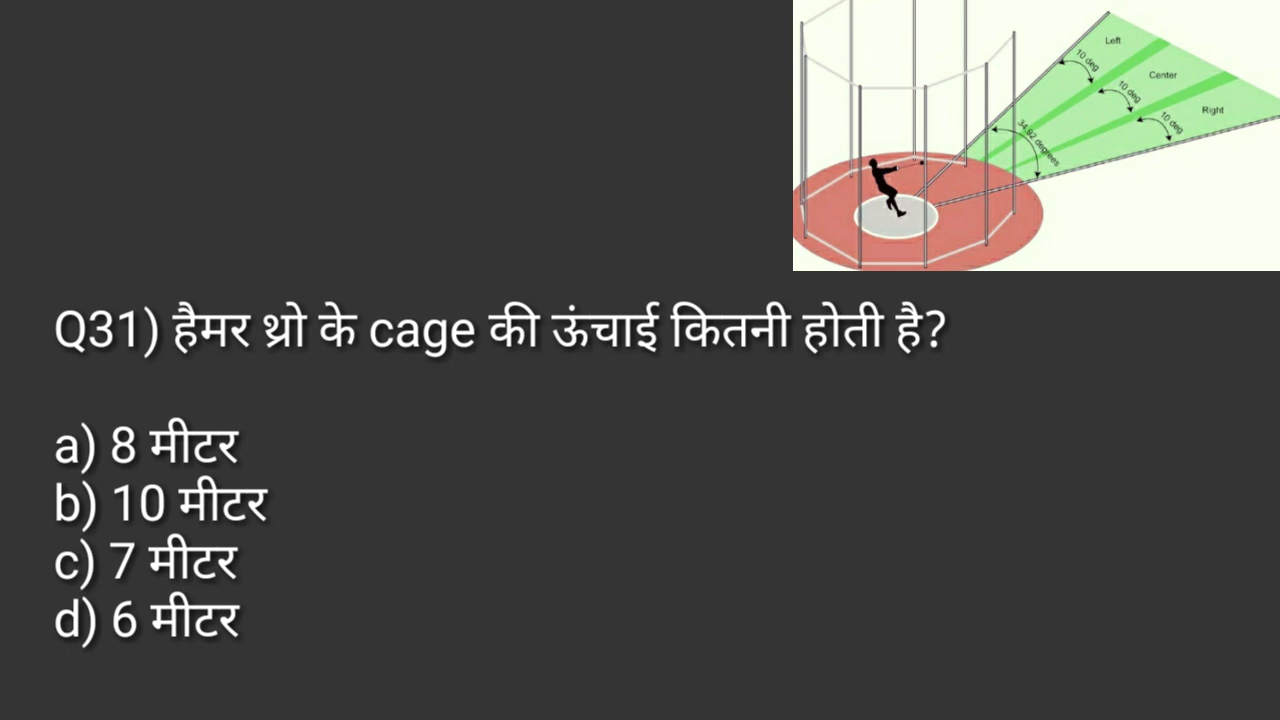 Left
10 deg
Center
10 deg
Right
10 deg
34.92 degrees
Q31) हैमर थ्रो के cage की ऊंचाई कितनी होती है?
a) 8 मीटर
b) 10 मीटर
c) 7 मीटर
d) 6 मीटर